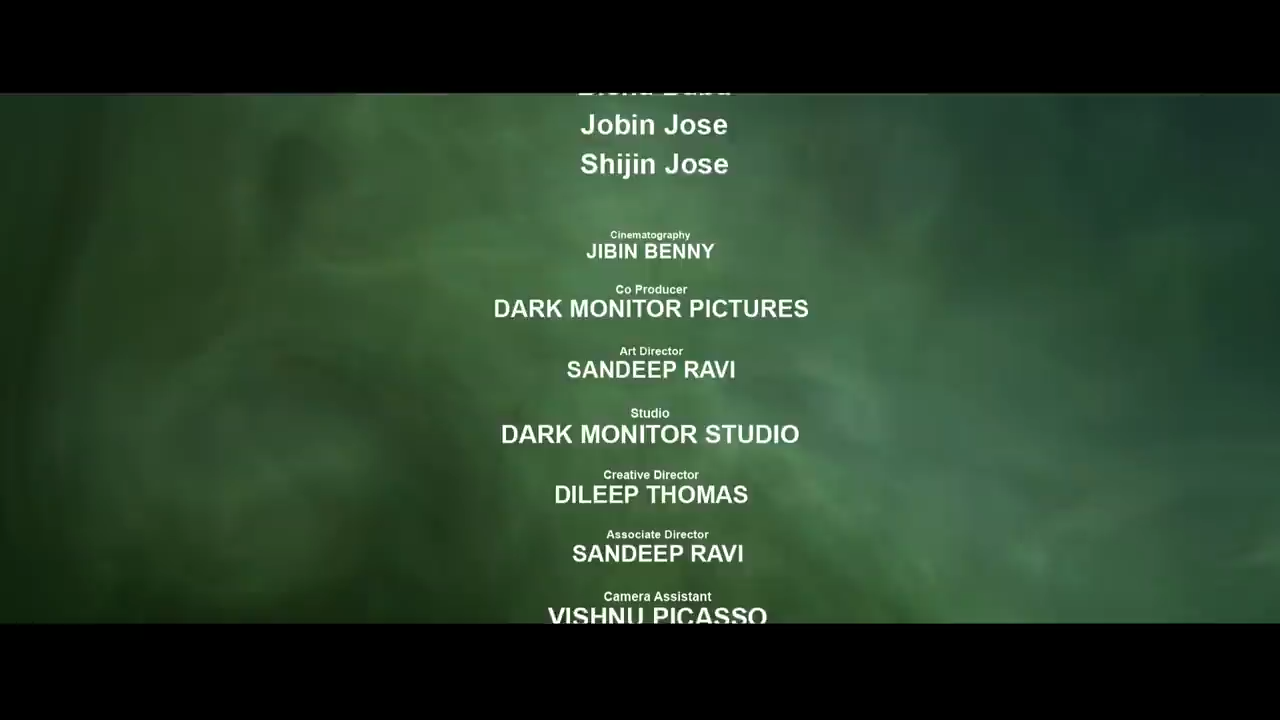 Jobin Jose
Shijin Jose
Cinematography
JIBIN BENNY
Co Producer
DARK MONITOR PICTURES
Art Director
SANDEEP RAVI
Studio
DARK MONITOR STUDIO
Creative Director
DILEEP THOMAS
Associate Director
SANDEEP RAVI
Camera Assistant
VISHNU PICASSO